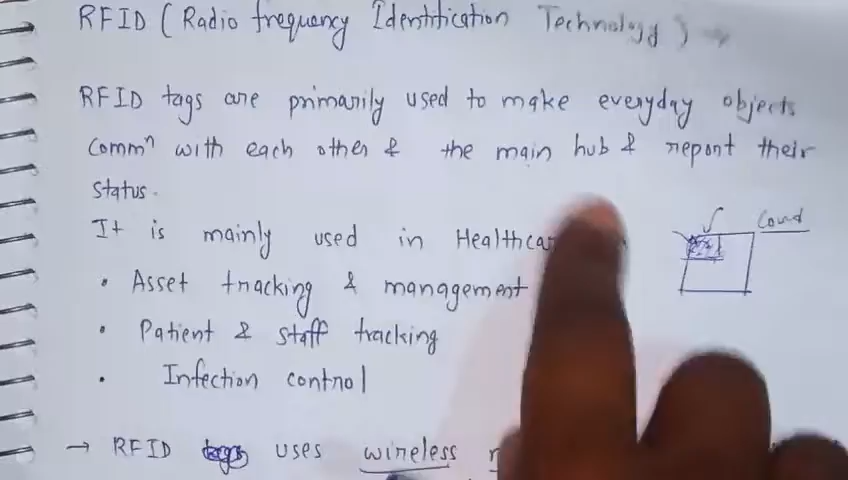 RFID (Radio frequency Identification Technology) →
RFID tags are primarily used to make everyday objects
Commⁿ with each other & the main hub & report their
status.
It is mainly used in
• Asset tracking & management
• Patient & staff tracking
• Infection control
→ RFID uses wireless